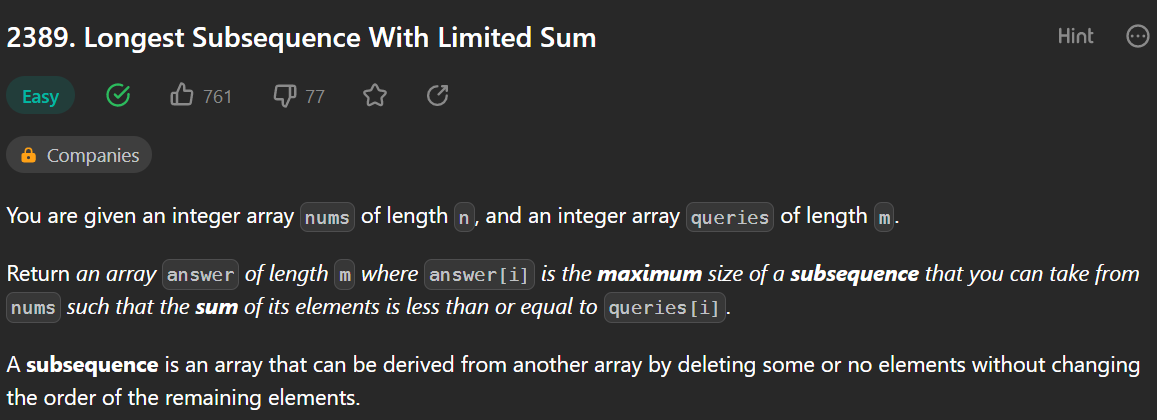 2389. Longest Subsequence With Limited Sum
Hint
Easy
761
77
Companies
You are given an integer array nums of length n, and an integer array queries of length m.
Return an array answer of length m where answer[i] is the maximum size of a subsequence that you can take from
nums such that the sum of its elements is less than or equal to queries[i].
A subsequence is an array that can be derived from another array by deleting some or no elements without changing
the order of the remaining elements.